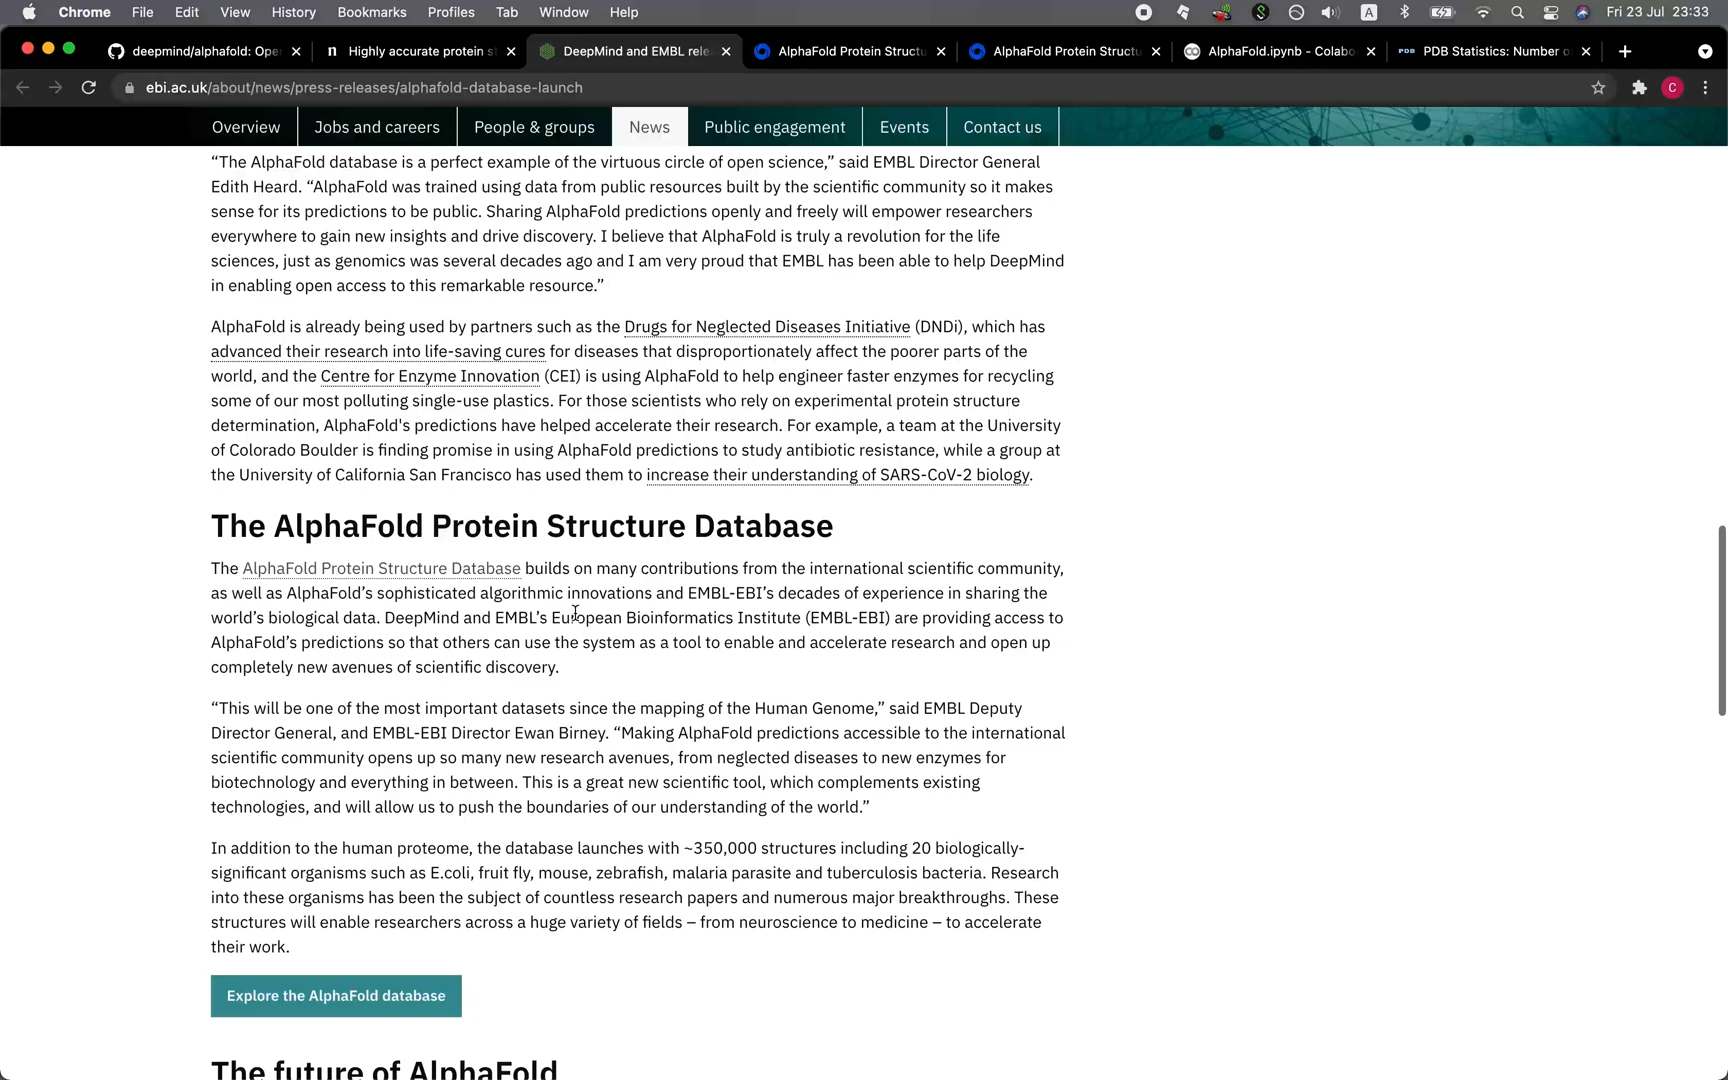 Chrome File Edit View History Bookmarks Profiles Tab Window Help A Fri 23 Jul 23:33
deepmind/alphafold: Ope Highly accurate protein s DeepMind and EMBL rele AlphaFold Protein Structu AlphaFold Protein Structu AlphaFold.ipynb - Colabo PDB PDB Statistics: Number o
ebi.ac.uk/about/news/press-releases/alphafold-database-launch C
Overview Jobs and careers People & groups News Public engagement Events Contact us
“The AlphaFold database is a perfect example of the virtuous circle of open science,” said EMBL Director General
Edith Heard. “AlphaFold was trained using data from public resources built by the scientific community so it makes
sense for its predictions to be public. Sharing AlphaFold predictions openly and freely will empower researchers
everywhere to gain new insights and drive discovery. I believe that AlphaFold is truly a revolution for the life
sciences, just as genomics was several decades ago and I am very proud that EMBL has been able to help DeepMind
in enabling open access to this remarkable resource.”
AlphaFold is already being used by partners such as the Drugs for Neglected Diseases Initiative (DNDi), which has
advanced their research into life-saving cures for diseases that disproportionately affect the poorer parts of the
world, and the Centre for Enzyme Innovation (CEI) is using AlphaFold to help engineer faster enzymes for recycling
some of our most polluting single-use plastics. For those scientists who rely on experimental protein structure
determination, AlphaFold's predictions have helped accelerate their research. For example, a team at the University
of Colorado Boulder is finding promise in using AlphaFold predictions to study antibiotic resistance, while a group at
the University of California San Francisco has used them to increase their understanding of SARS-CoV-2 biology.
The AlphaFold Protein Structure Database
The AlphaFold Protein Structure Database builds on many contributions from the international scientific community,
as well as AlphaFold’s sophisticated algorithmic innovations and EMBL-EBI’s decades of experience in sharing the
world’s biological data. DeepMind and EMBL’s European Bioinformatics Institute (EMBL-EBI) are providing access to
AlphaFold’s predictions so that others can use the system as a tool to enable and accelerate research and open up
completely new avenues of scientific discovery.
“This will be one of the most important datasets since the mapping of the Human Genome,” said EMBL Deputy
Director General, and EMBL-EBI Director Ewan Birney. “Making AlphaFold predictions accessible to the international
scientific community opens up so many new research avenues, from neglected diseases to new enzymes for
biotechnology and everything in between. This is a great new scientific tool, which complements existing
technologies, and will allow us to push the boundaries of our understanding of the world.”
In addition to the human proteome, the database launches with ~350,000 structures including 20 biologically-
significant organisms such as E.coli, fruit fly, mouse, zebrafish, malaria parasite and tuberculosis bacteria. Research
into these organisms has been the subject of countless research papers and numerous major breakthroughs. These
structures will enable researchers across a huge variety of fields – from neuroscience to medicine – to accelerate
their work.
Explore the AlphaFold database
The future of AlphaFold